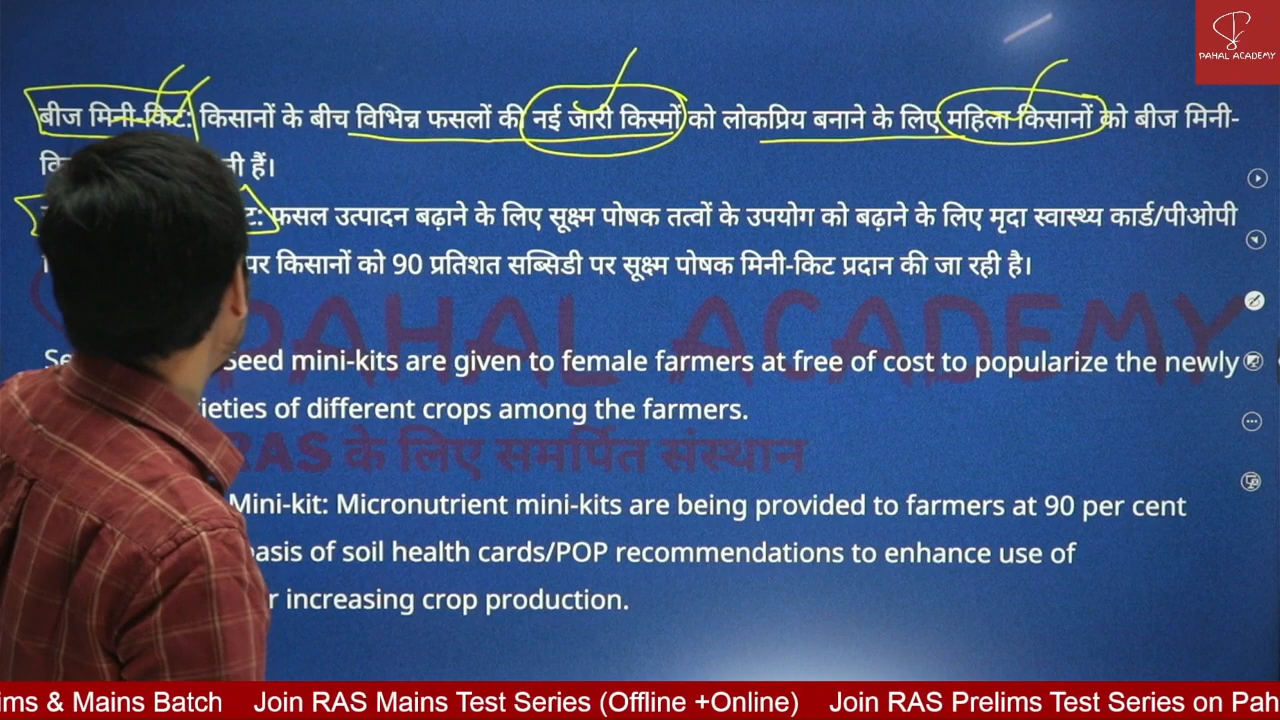 PAHAL ACADEMY
बीज मिनी-किट: किसानों के बीच विभिन्न फसलों की नई जारी किस्मों को लोकप्रिय बनाने के लिए महिला किसानों को बीज मिनी-
हैं।
फसल उत्पादन बढ़ाने के लिए सूक्ष्म पोषक तत्वों के उपयोग को बढ़ाने के लिए मृदा स्वास्थ्य कार्ड/पीओपी
पर किसानों को 90 प्रतिशत सब्सिडी पर सूक्ष्म पोषक मिनी-किट प्रदान की जा रही है।
PAHAL ACADEMY
Seed mini-kits are given to female farmers at free of cost to popularize the newly
of different crops among the farmers.
RAS के लिए समर्पित संस्थान
Mini-kit: Micronutrient mini-kits are being provided to farmers at 90 per cent
basis of soil health cards/POP recommendations to enhance use of
increasing crop production.
& Mains Batch Join RAS Mains Test Series (Offline +Online) Join RAS Prelims Test Series on